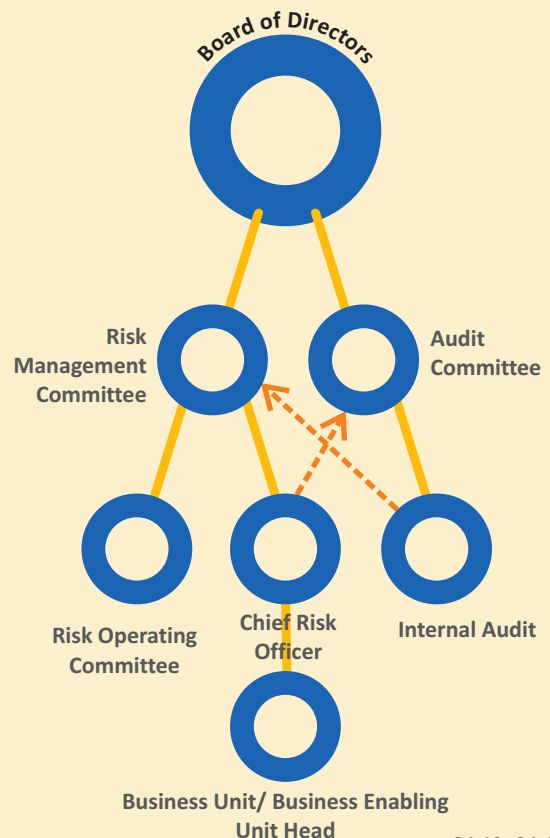 Board of Directors
Risk
Management
Committee
Audit
Committee
Risk Operating
Committee
Chief Risk
Officer
Internal Audit
Business Unit/ Business Enabling
Unit Head